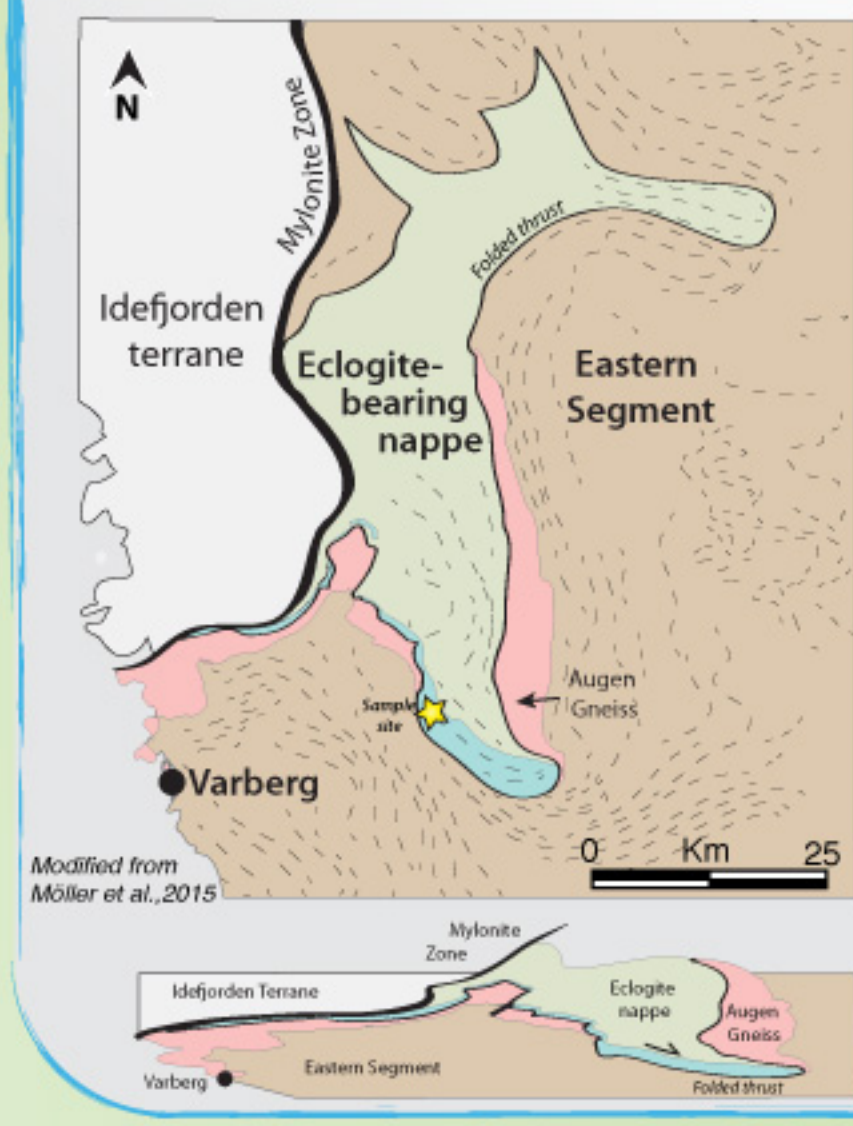 N
Mylonite Zone
Folded thrust
Idefjorden
terrane
Eclogite-
bearing
nappe
Eastern
Segment
Augen
Gneiss
Sample
site
Varberg
0 Km 25
Modified from
Möller et al.,2015
Mylonite
Zone
Idefjorden Terrane
Eclogite
nappe
Augen
Gneiss
Eastern Segment
Varberg
Folded thrust